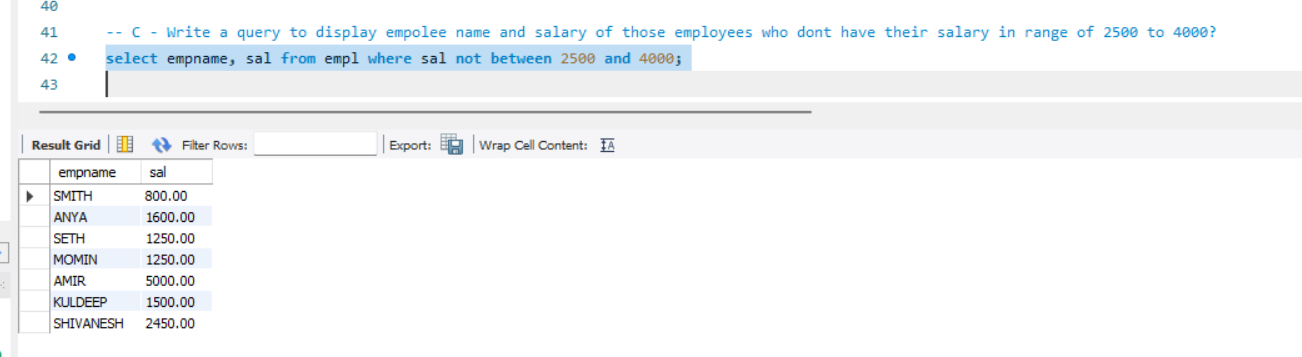 40
41 -- C - Write a query to display empolee name and salary of those employees who dont have their salary in range of 2500 to 4000?
42 select empname, sal from empl where sal not between 2500 and 4000;
43
Result Grid Filter Rows: Export: Wrap Cell Content: IA
empname sal
SMITH 800.00
ANYA 1600.00
SETH 1250.00
MOMIN 1250.00
AMIR 5000.00
KULDEEP 1500.00
SHIVANESH 2450.00